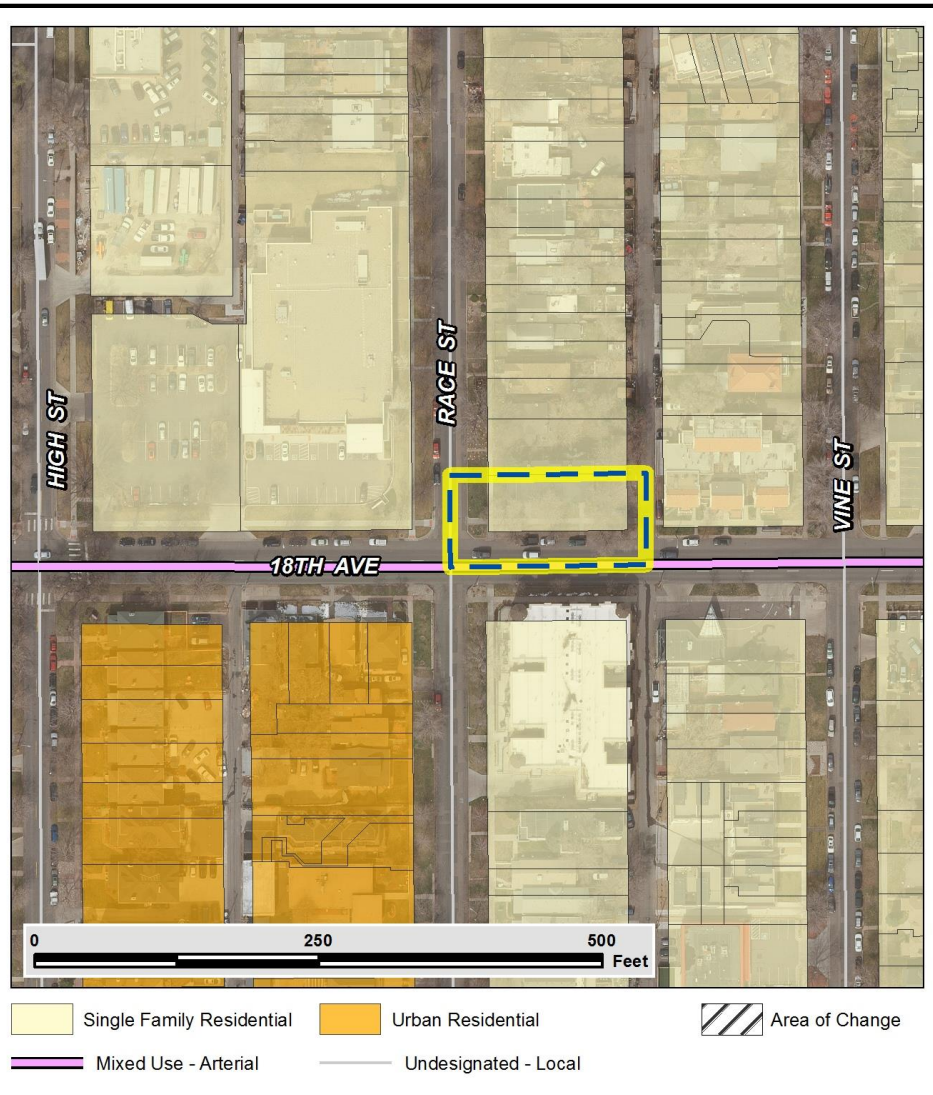 RACE ST
HIGH ST
VINE ST
18TH AVE
0 250 500
Feet
Single Family Residential Urban Residential Area of Change
Mixed Use - Arterial Undesignated - Local